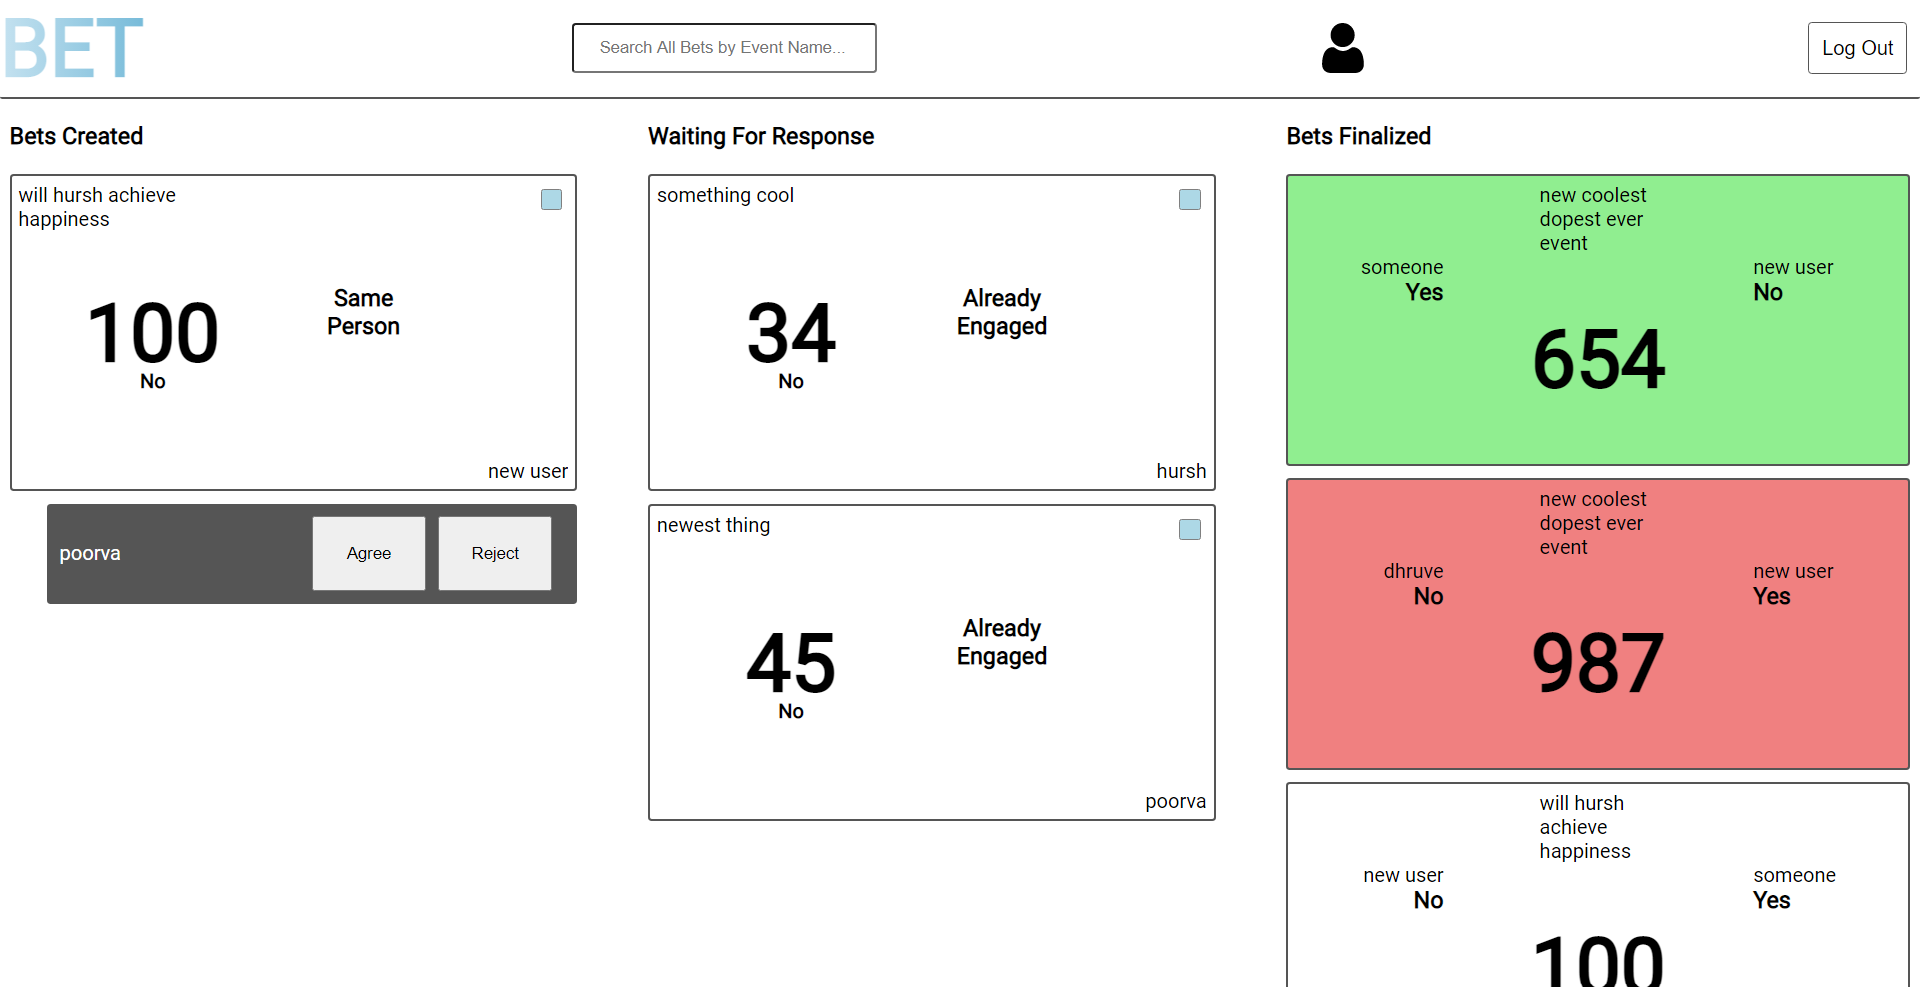 BET
Search All Bets by Event Name...
Log Out
Bets Created
will hursh achieve
happiness
100
No
Same
Person
new user
poorva
Agree
Reject
Waiting For Response
something cool
34
No
Already
Engaged
hursh
newest thing
45
No
Already
Engaged
poorva
Bets Finalized
new coolest
dopest ever
event
someone
Yes
new user
No
654
new coolest
dopest ever
event
dhruve
No
new user
Yes
987
will hursh
achieve
happiness
new user
No
someone
Yes
100